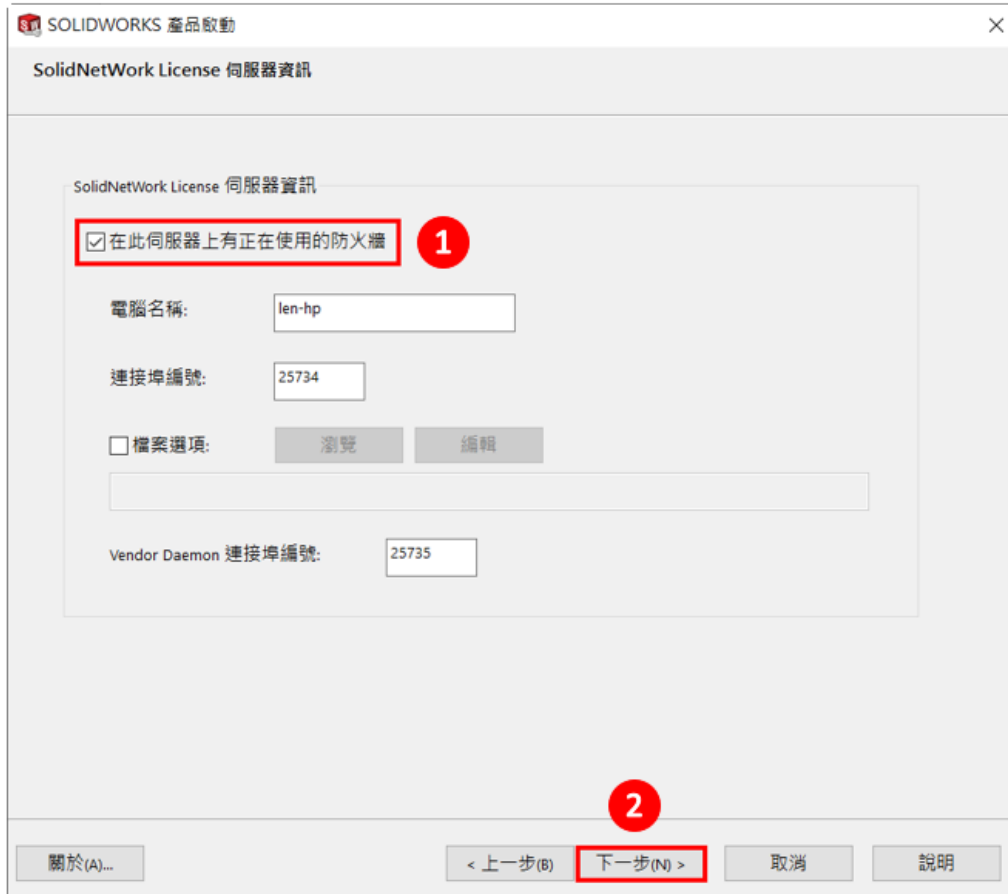 SOLIDWORKS 產品啟動
SolidNetWork License 伺服器資訊
SolidNetWork License 伺服器資訊
在此伺服器上有正在使用的防火牆
1
電腦名稱:
len-hp
連接埠編號:
25734
檔案選項:
瀏覽
編輯
Vendor Daemon 連接埠編號:
25735
2
關於(A)...
< 上一步(B)
下一步(N) >
取消
說明